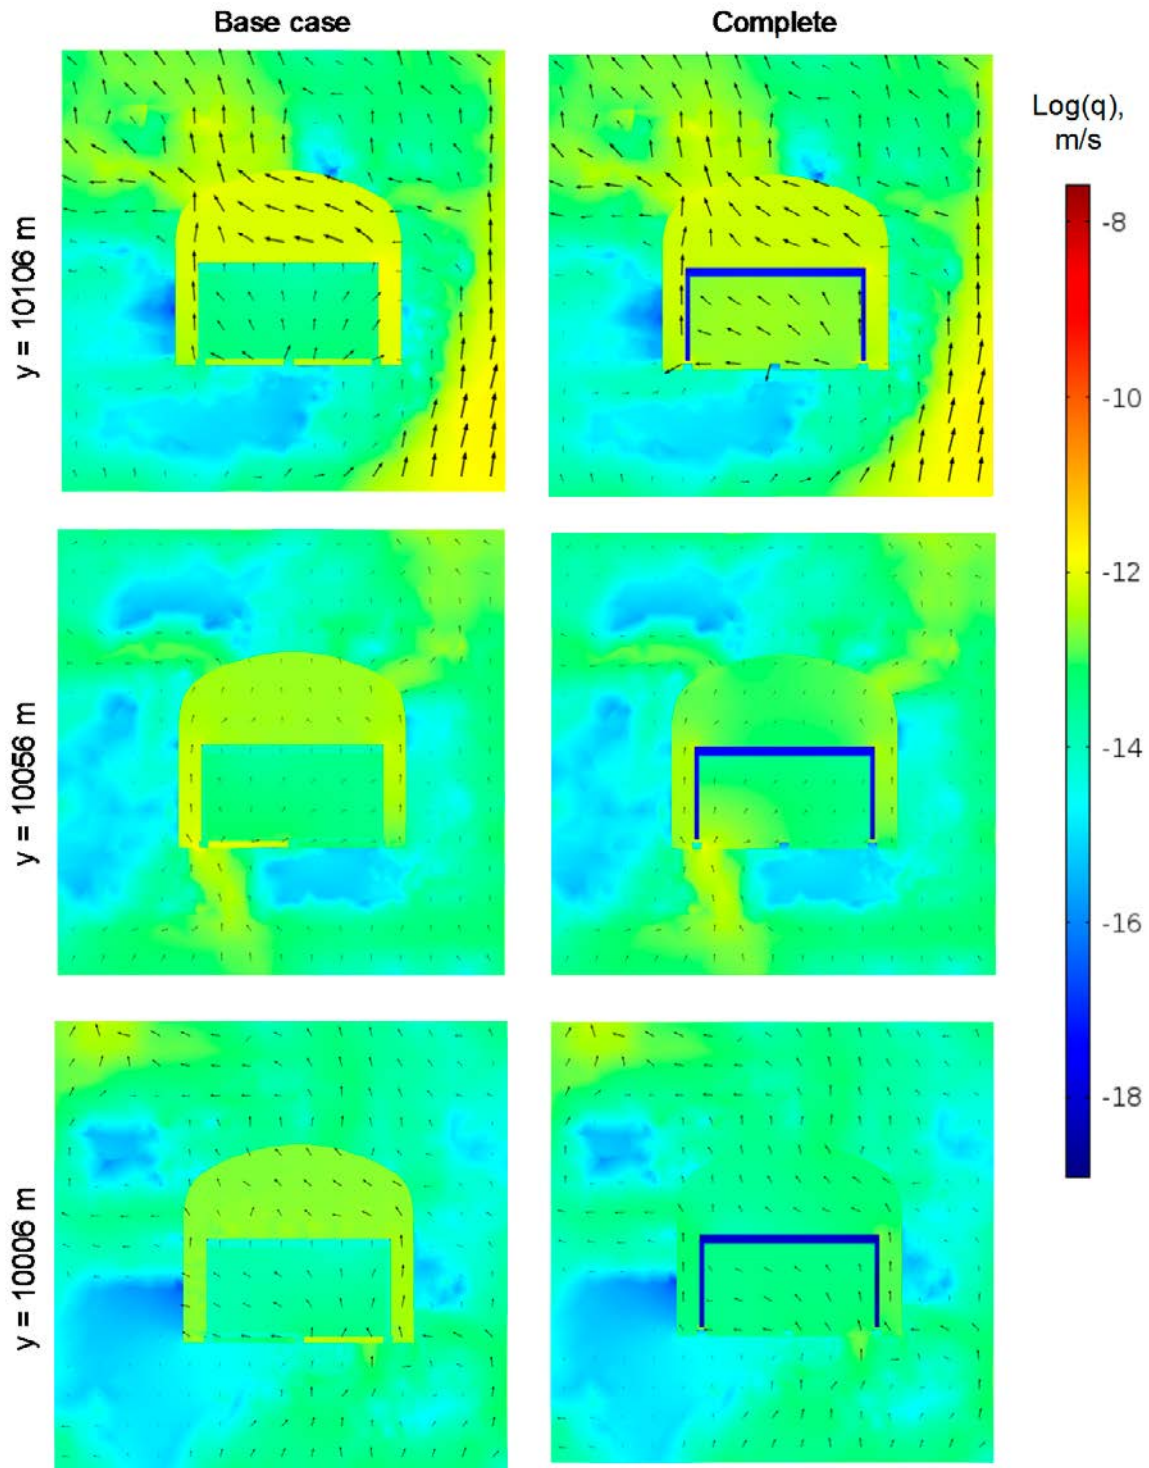 Base case
Complete
Log(q),
m/s
y = 10106 m
-8
-10
-12
y = 10056 m
-14
-16
-18
y = 10006 m